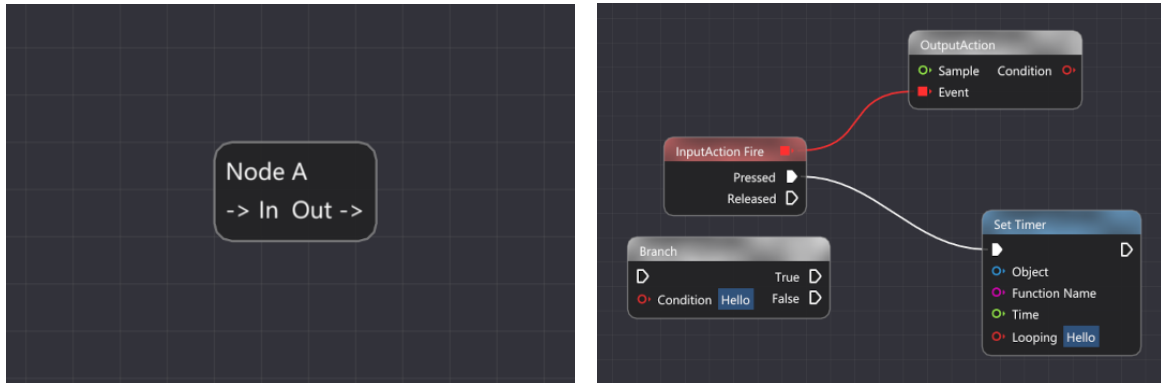 Node A
-> In Out ->
OutputAction
Sample Condition
Event
InputAction Fire
Pressed
Released
Branch
True
Condition Hello False
Set Timer
Object
Function Name
Time
Looping Hello